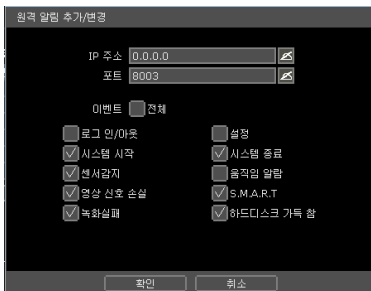 원격 알림 추가/변경
IP 주소 0.0.0.0
포트 8003
이벤트 전체
로그 인/아웃 설정
시스템 시작 시스템 종료
센서감지 움직임 알람
영상 신호 손실 S.M.A.R.T
녹화실패 하드디스크 가득 참
확인 취소